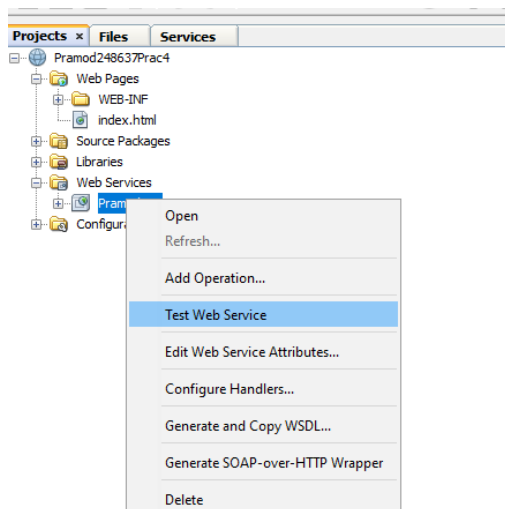 Projects × Files Services
Pramod248637Prac4
Web Pages
WEB-INF
index.html
Source Packages
Libraries
Web Services
Open
Refresh...
Add Operation...
Test Web Service
Edit Web Service Attributes...
Configure Handlers...
Generate and Copy WSDL...
Generate SOAP-over-HTTP Wrapper
Delete